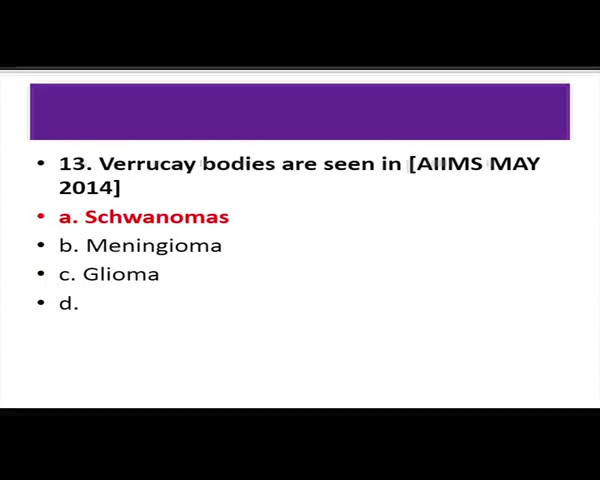 • 13. Verrucay bodies are seen in [AIIMS MAY
2014]
• a. Schwanomas
• b. Meningioma
• c. Glioma
• d.